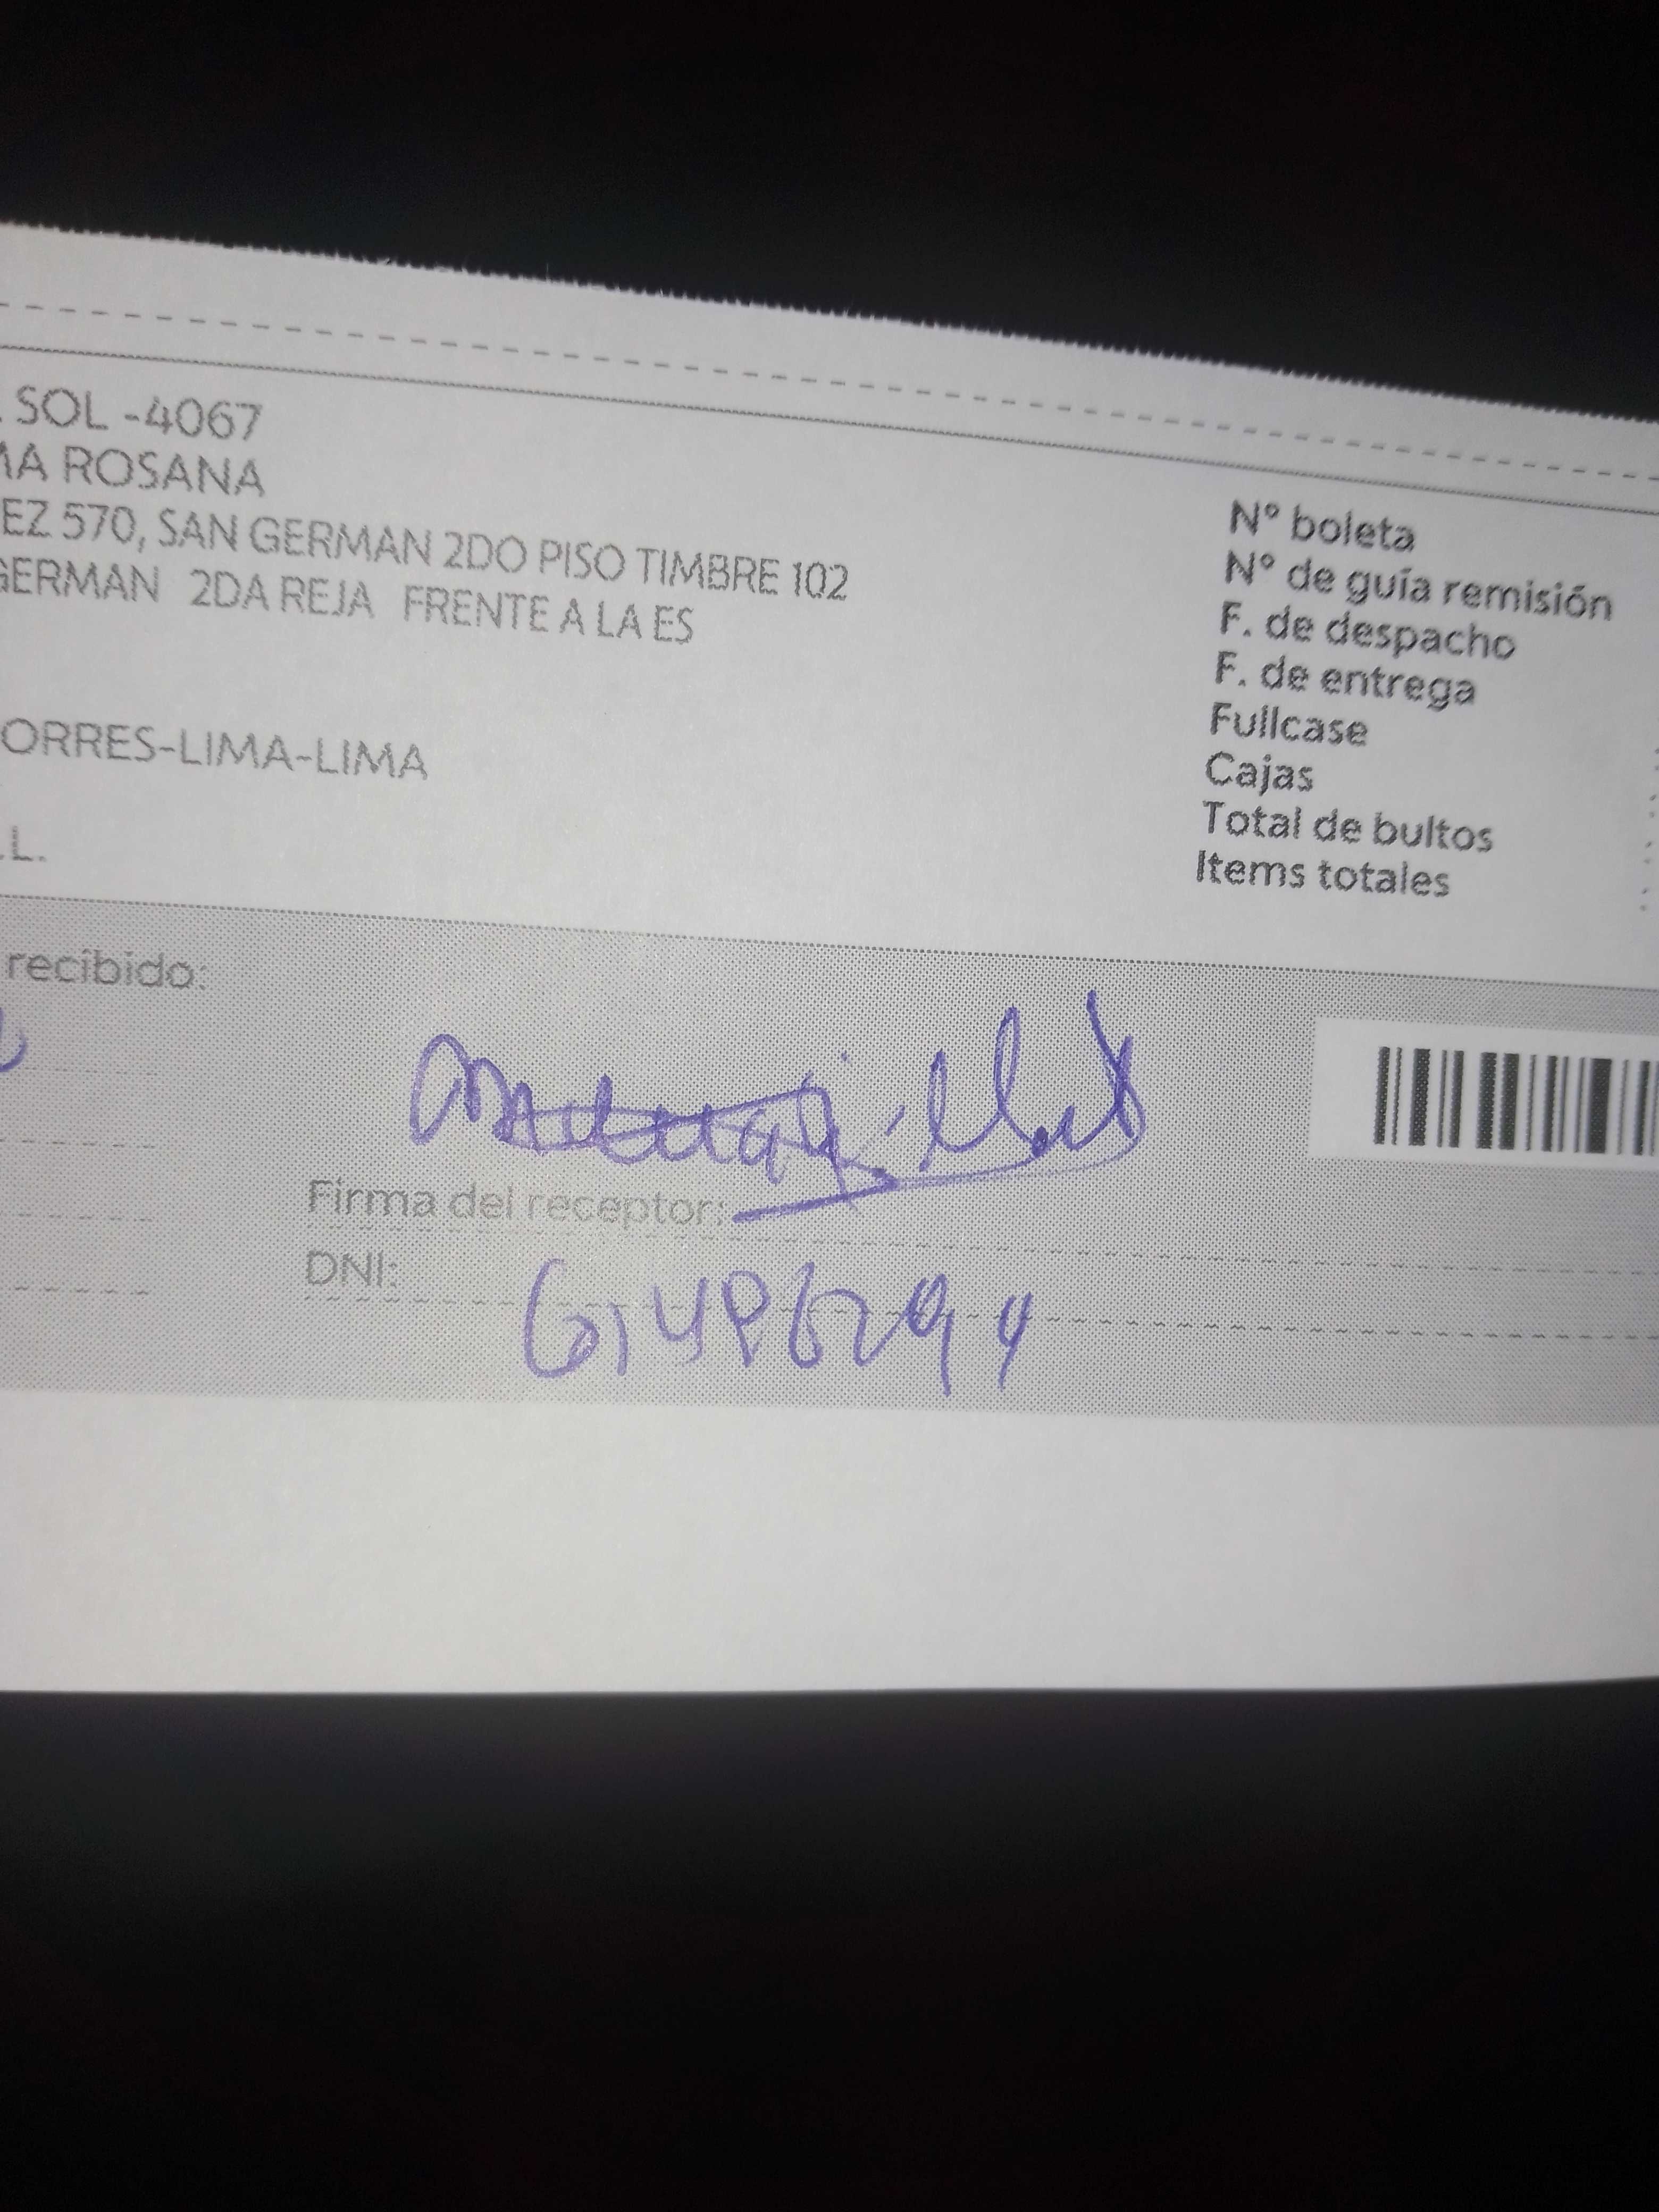 . SOL -4067
MA ROSANA
EZ 570, SAN GERMAN 2DO PISO TIMBRE 102
GERMAN 2DA REJA FRENTE A LA ES
ORRES-LIMA-LIMA
.L.
N° boleta
N° de guía remisión
F. de despacho
F. de entrega
Fullcase
Cajas
Total de bultos
Items totales
recibido:
Firma del receptor:
DNI: